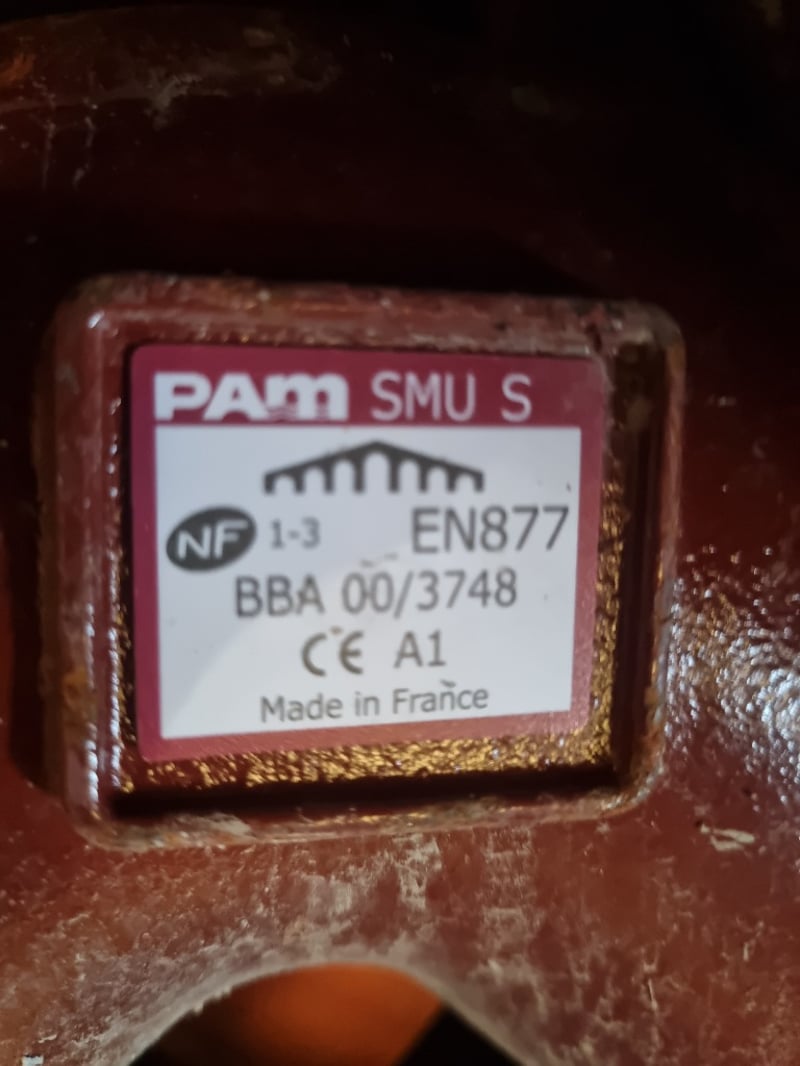 PAM SMU S
NF 1-3 EN877
BBA 00/3748
CE A1
Made in France